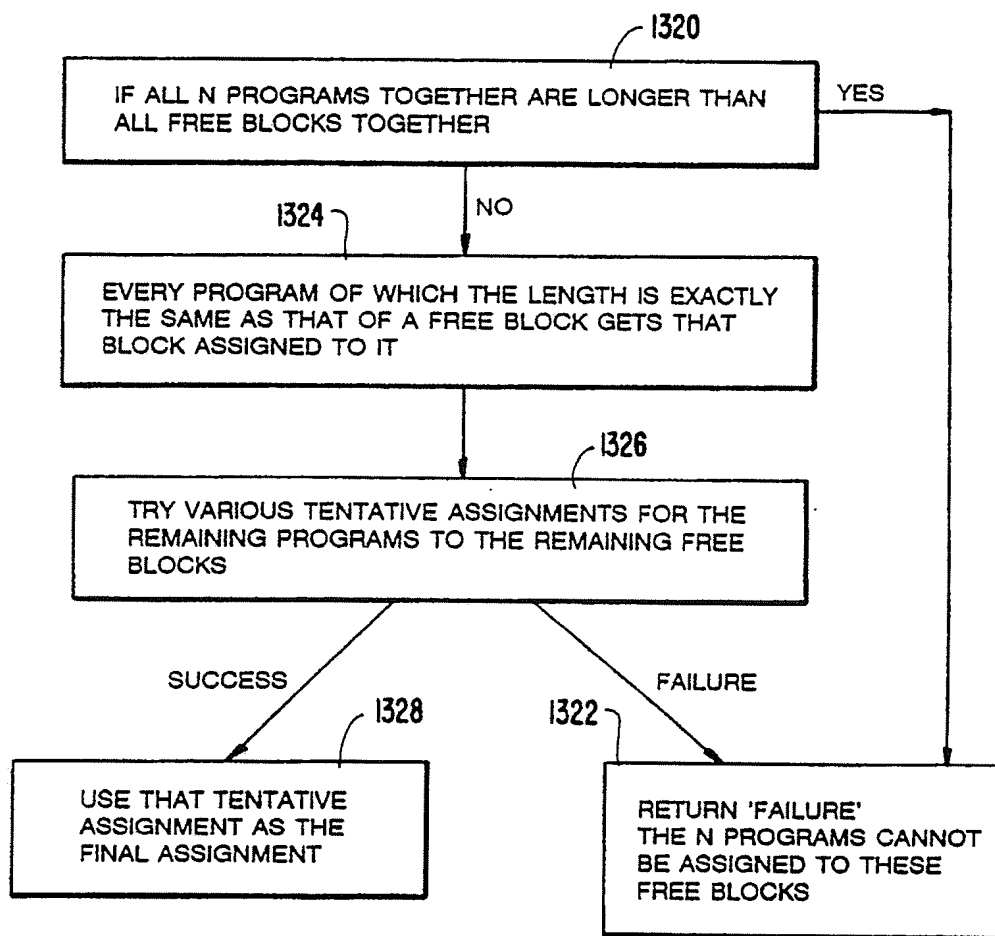 1320
IF ALL N PROGRAMS TOGETHER ARE LONGER THAN
ALL FREE BLOCKS TOGETHER
YES
NO
1324
EVERY PROGRAM OF WHICH THE LENGTH IS EXACTLY
THE SAME AS THAT OF A FREE BLOCK GETS THAT
BLOCK ASSIGNED TO IT
1326
TRY VARIOUS TENTATIVE ASSIGNMENTS FOR THE
REMAINING PROGRAMS TO THE REMAINING FREE
BLOCKS
SUCCESS
FAILURE
1328
USE THAT TENTATIVE
ASSIGNMENT AS THE
FINAL ASSIGNMENT
1322
RETURN 'FAILURE'
THE N PROGRAMS CANNOT
BE ASSIGNED TO THESE
FREE BLOCKS